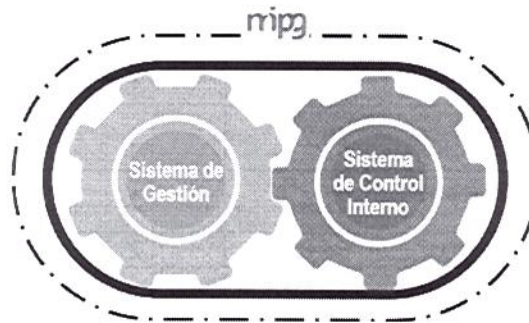 mipg
Sistema de
Gestión
Sistema
de Control
Interno